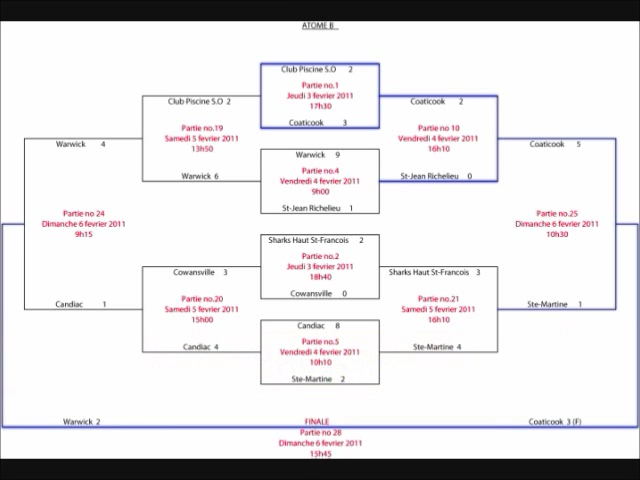 ATOME B
Club Piscine S.O 2
Partie no.1
Jeudi 3 fevrier 2011
17h30
Coaticook 3
Club Piscine S.O 2
Partie no.19
Samedi 5 fevrier 2011
13h50
Warwick 6
Coaticook 2
Partie no 10
Vendredi 4 fevrier 2011
16h10
St-Jean Richelieu 0
Warwick 9
Partie no.4
Vendredi 4 fevrier 2011
9h00
St-Jean Richelieu 1
Warwick 4
Partie no 24
Dimanche 6 fevrier 2011
9h15
Candiac 1
Coaticook 5
Partie no.25
Dimanche 6 fevrier 2011
10h30
Ste-Martine 1
Sharks Haut St-Francois 2
Partie no.2
Jeudi 3 fevrier 2011
18h40
Cowansville 0
Cowansville 3
Partie no.20
Samedi 5 fevrier 2011
15h00
Candiac 4
Sharks Haut St-Francois 3
Partie no.21
Samedi 5 fevrier 2011
16h10
Ste-Martine 4
Candiac 8
Partie no.5
Vendredi 4 fevrier 2011
10h10
Ste-Martine 2
Warwick 2
FINALE
Coaticook 3 (F)
Partie no 28
Dimanche 6 fevrier 2011
15h45